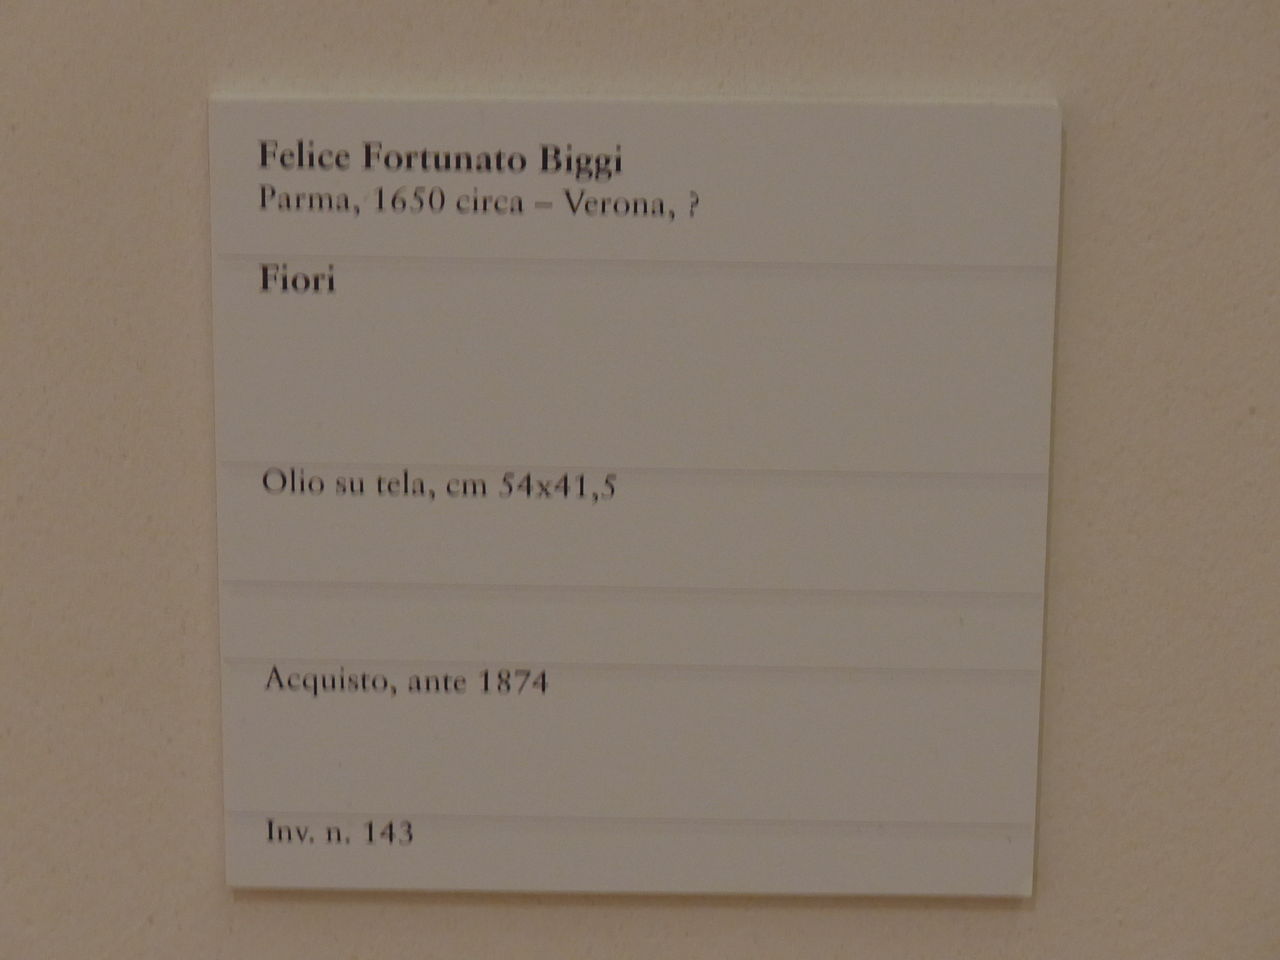 Felice Fortunato Biggi
Parma, 1650 circa – Verona, ?
Fiori
Olio su tela, cm 54x41,5
Acquisto, ante 1874
Inv. n. 143